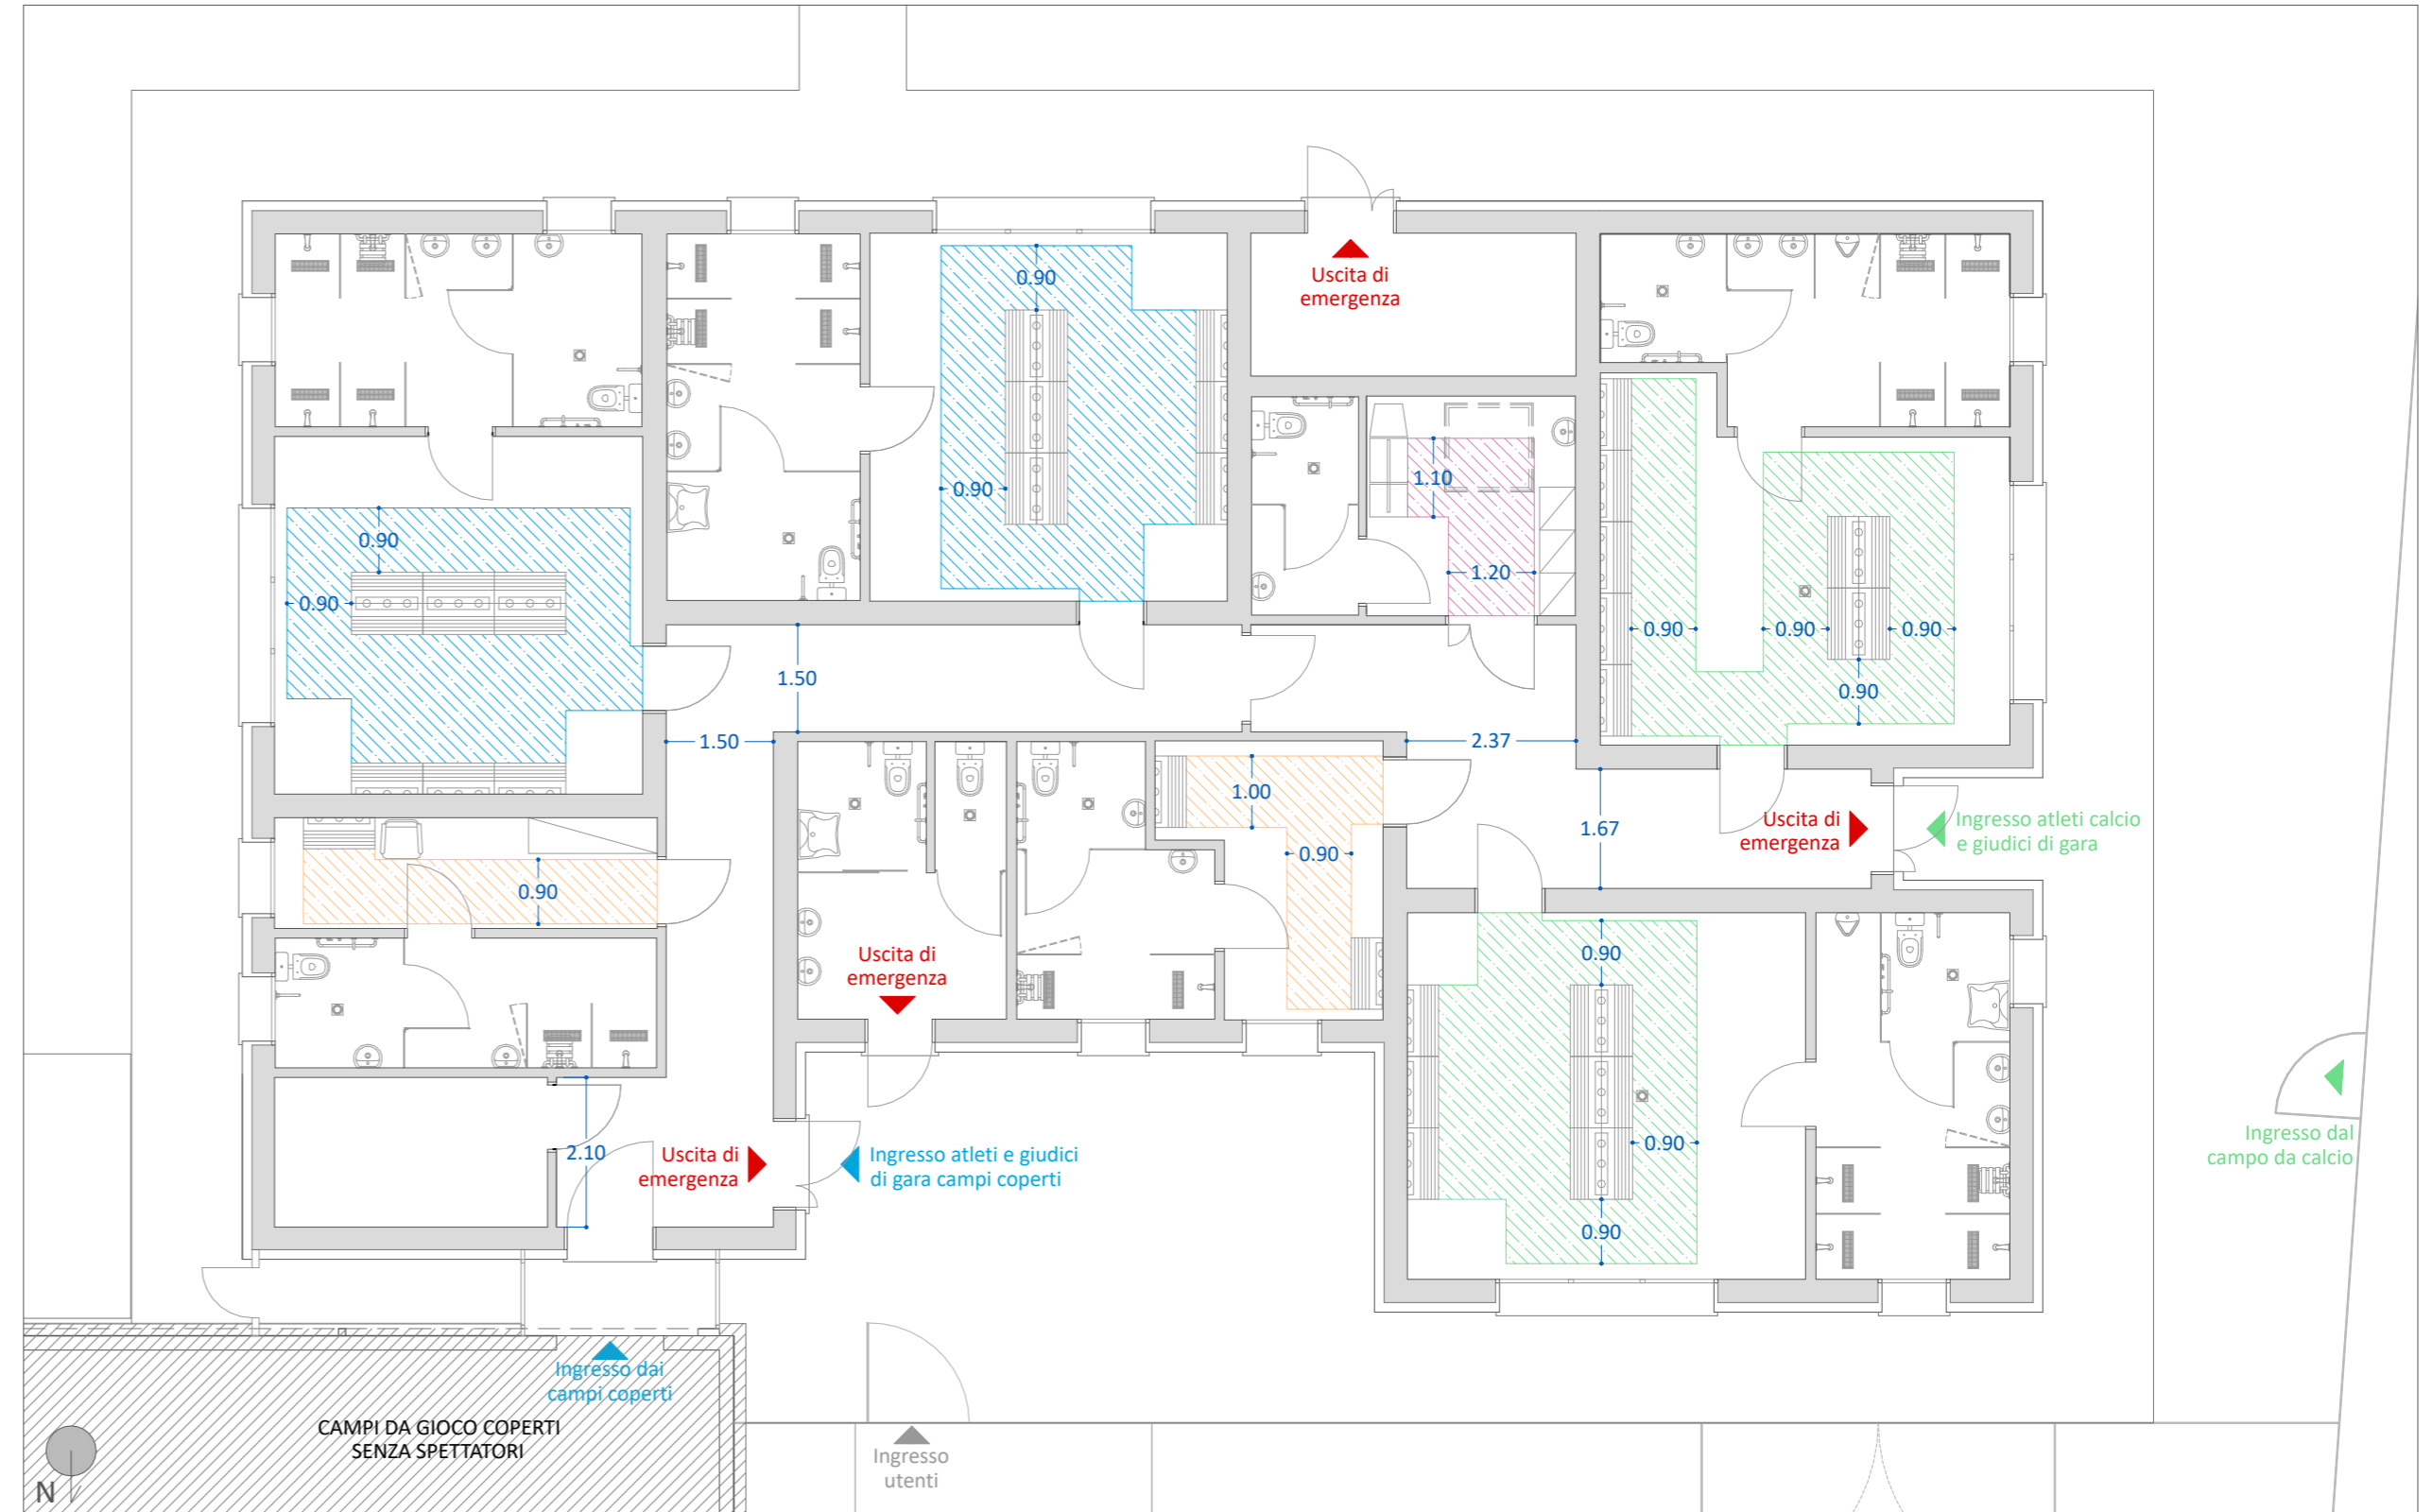 Uscita di
emergenza
0.90
0.90
1.10
1.20
0.90
0.90
0.90
0.90
0.90
0.90
0.90
1.50
1.50
2.37
1.00
0.90
1.67
Uscita di
emergenza
Ingresso atleti calcio
e giudici di gara
0.90
Uscita di
emergenza
0.90
0.90
0.90
2.10
Uscita di
emergenza
Ingresso atleti e giudici
di gara campi coperti
Ingresso dal
campo da calcio
Ingresso dai
campi coperti
CAMPI DA GIOCO COPERTI
SENZA SPETTATORI
Ingresso
utenti
N